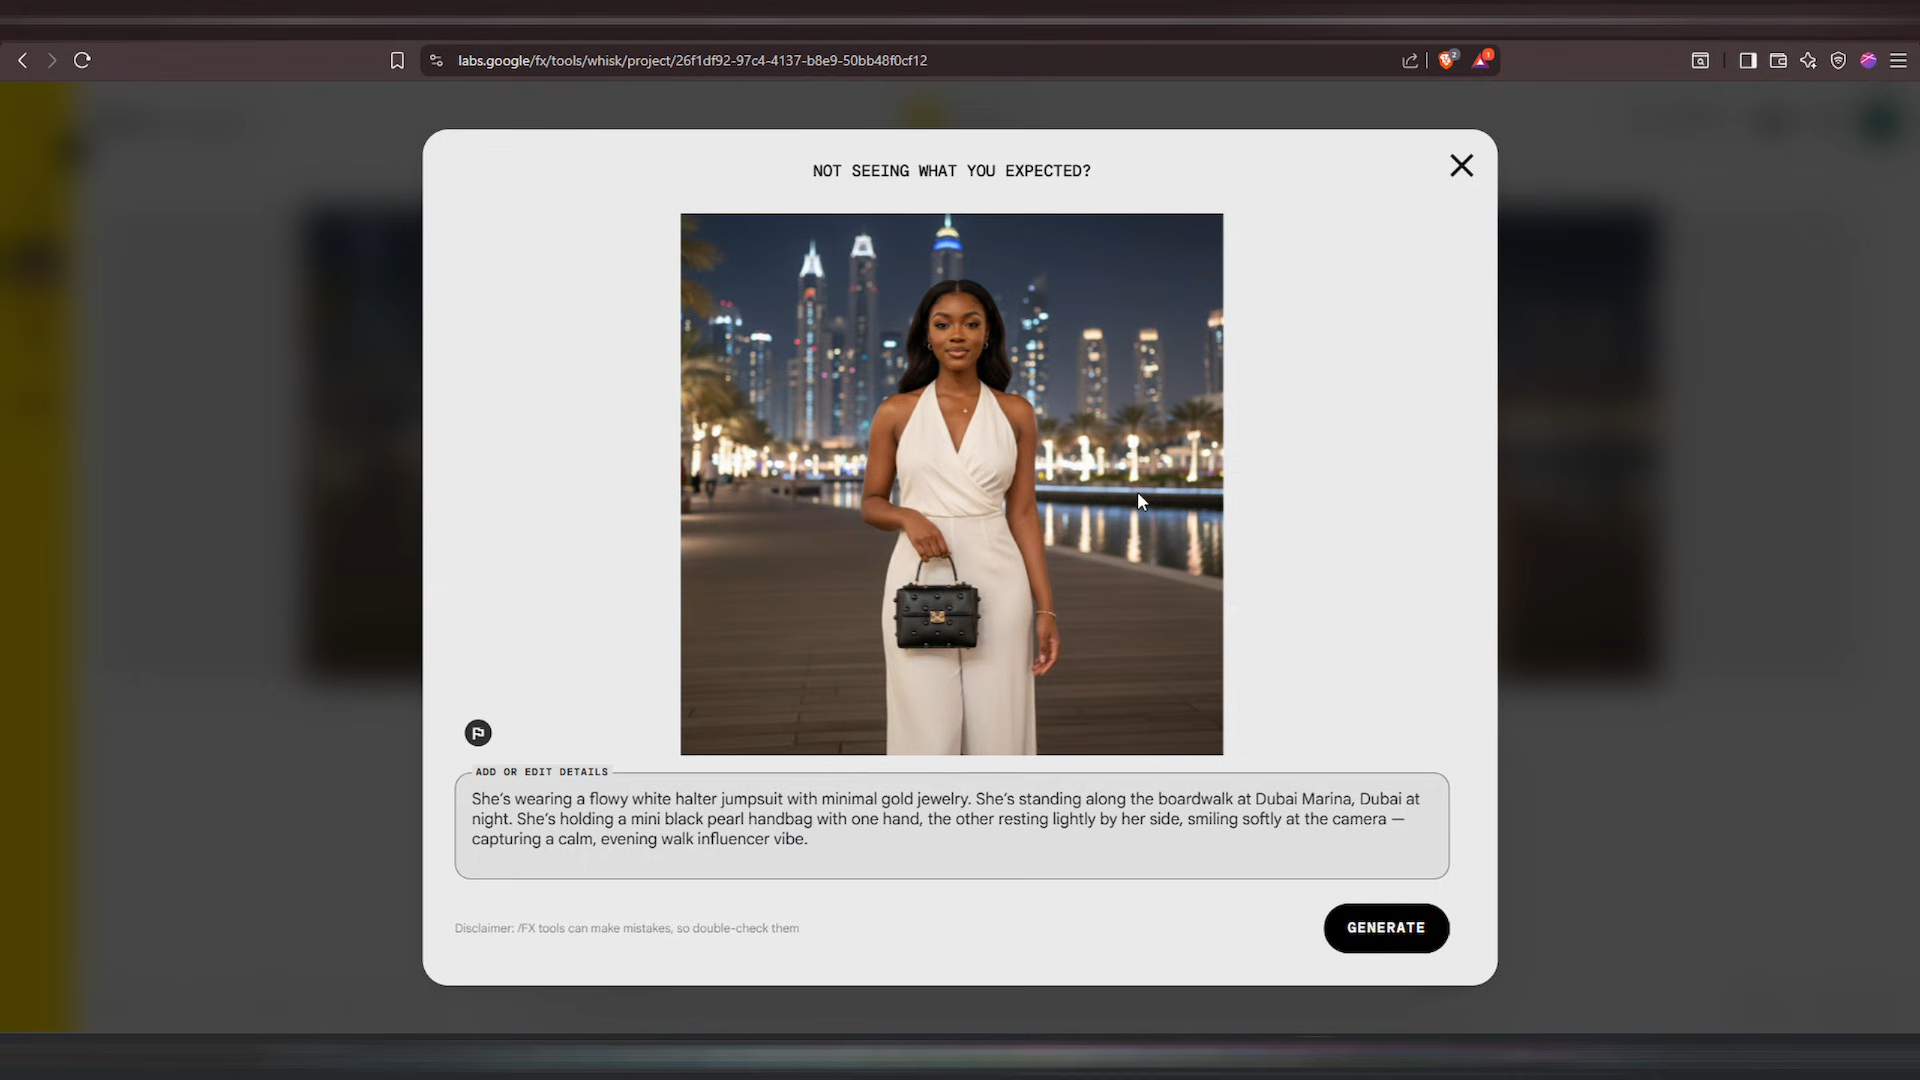 labs.google/fx/tools/whisk/project/26f1df92-97c4-4137-b8e9-50bb48f0cf12
2
1
NOT SEEING WHAT YOU EXPECTED?
ADD OR EDIT DETAILS
She's wearing a flowy white halter jumpsuit with minimal gold jewelry. She's standing along the boardwalk at Dubai Marina, Dubai at
night. She's holding a mini black pearl handbag with one hand, the other resting lightly by her side, smiling softly at the camera —
capturing a calm, evening walk influencer vibe.
Disclaimer: /FX tools can make mistakes, so double-check them
GENERATE